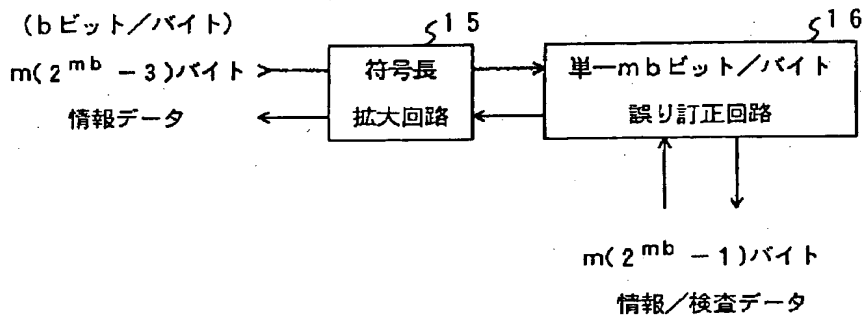 (bビット/バイト)
m(2^mb − 3)バイト
情報データ
15
符号長
拡大回路
16
単一mbビット/バイト
誤り訂正回路
m(2^mb − 1)バイト
情報/検査データ